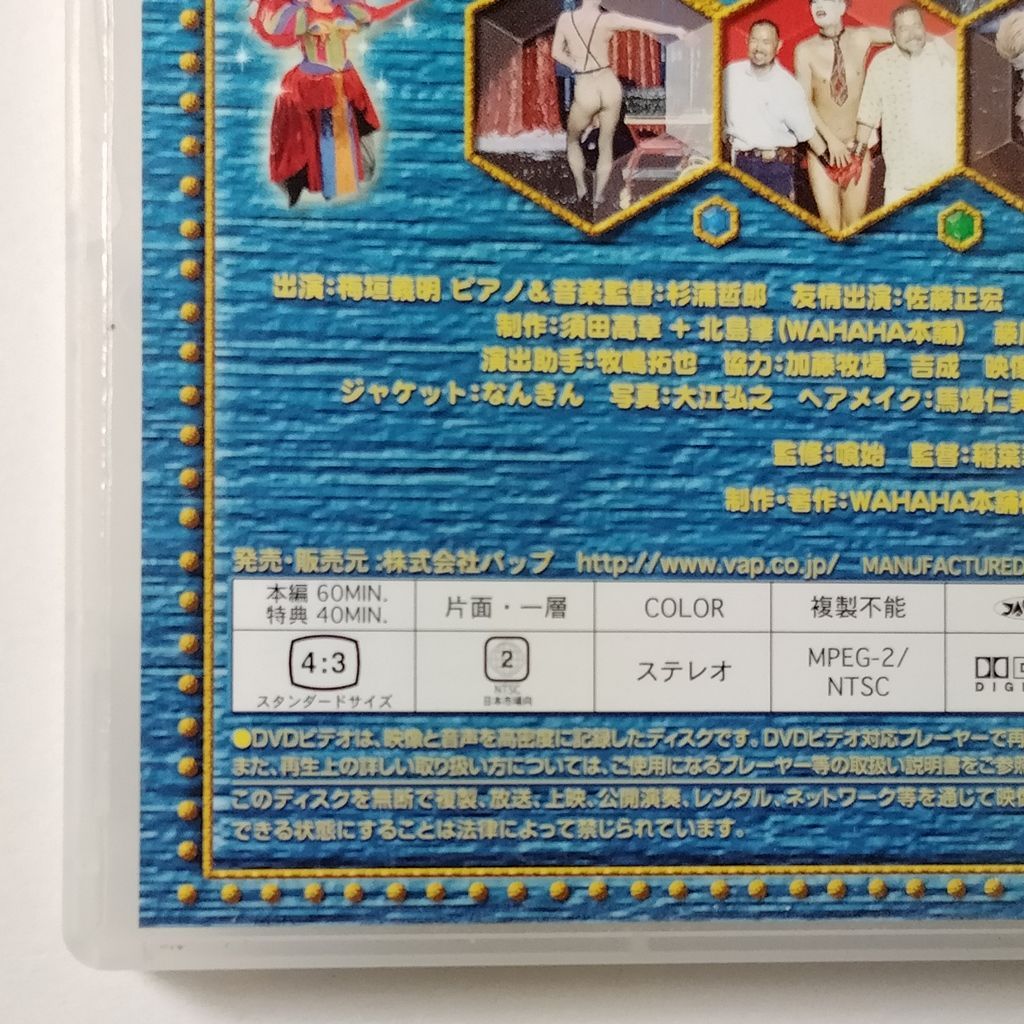 出演:梅垣義明 ピアノ&音楽監督:杉浦哲郎 友情出演:佐藤正宏
制作:須田高章 + 北島肇(WAHAHA本舗)
演出助手:牧嶋拓也 協力:加藤牧場 吉成 映像
ジャケット:なんきん 写真:大江弘之 ヘアメイク:馬場仁美
監修:喰始 監督:稲葉
制作・著作:WAHAHA本舗
発売・販売元:株式会社バップ http://www.vap.co.jp/ MANUFACTURED
本編 60MIN.
特典 40MIN.
片面・一層
COLOR
複製不能
4:3
スタンダードサイズ
2
NTSC
日本市場向
ステレオ
MPEG-2/
NTSC
●DVDビデオは、映像と音声を高密度に記録したディスクです。DVDビデオ対応プレーヤーで再
また、再生上の詳しい取り扱い方については、ご使用になるプレーヤー等の取扱い説明書をご参照
このディスクを無断で複製、放送、上映、公開演奏、レンタル、ネットワーク等を通じて映像
できる状態にすることは法律によって禁じられています。